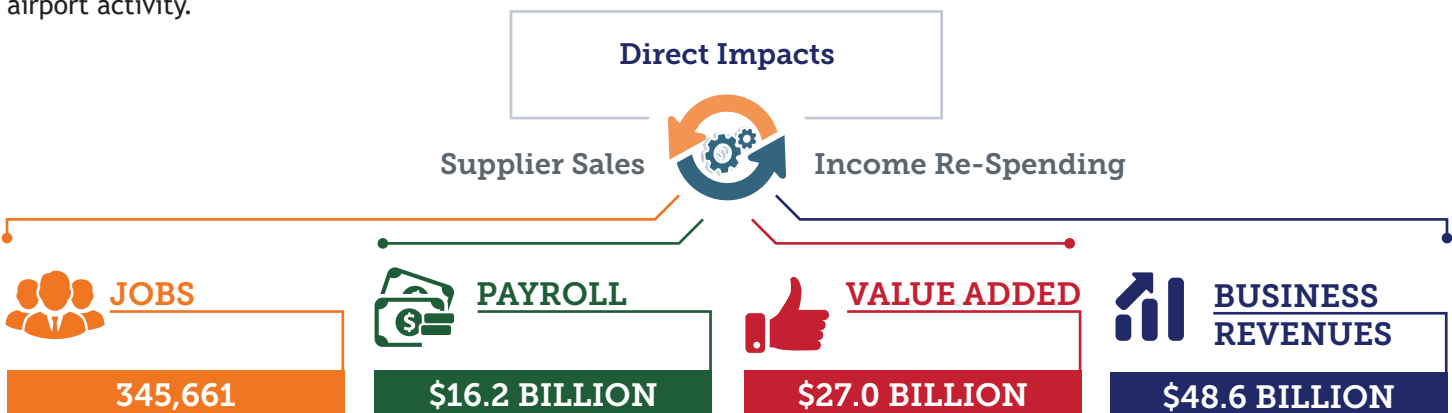 airport activity.
Direct Impacts
Supplier Sales
Income Re-Spending
JOBS
345,661
PAYROLL
$16.2 BILLION
VALUE ADDED
$27.0 BILLION
BUSINESS
REVENUES
$48.6 BILLION